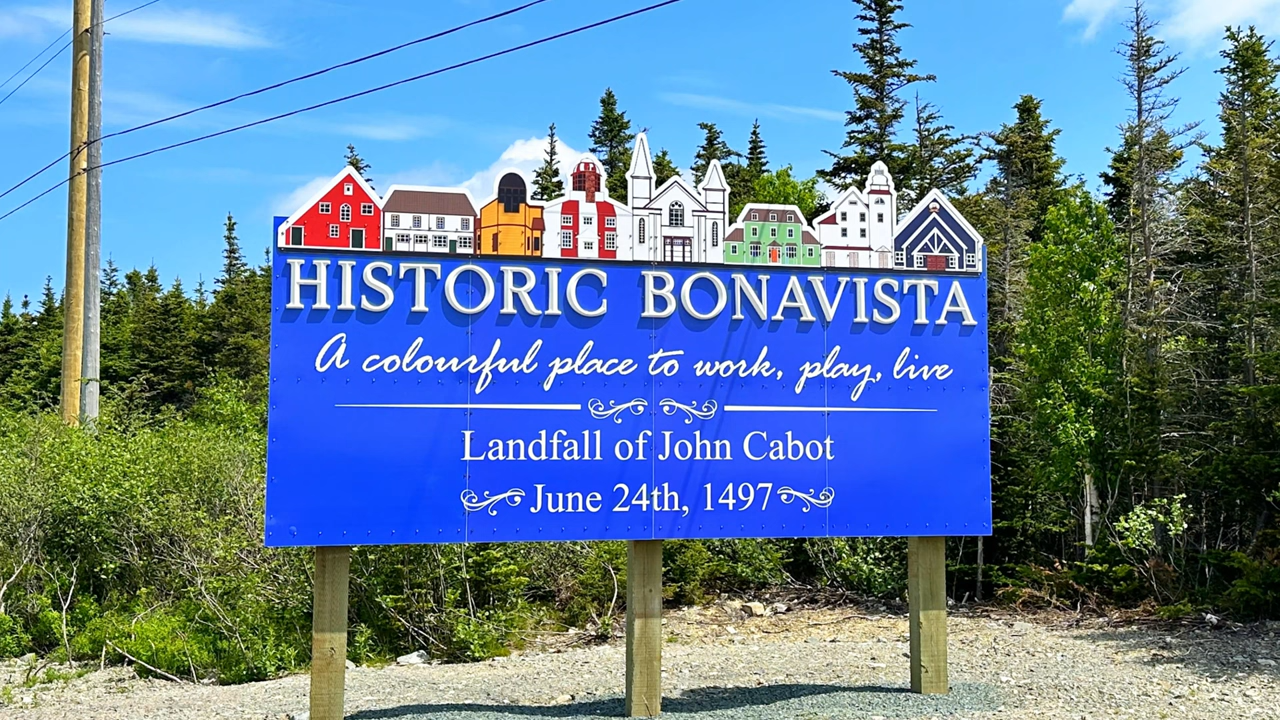 HISTORIC BONAVISTA
A colourful place to work, play, live
Landfall of John Cabot
June 24th, 1497